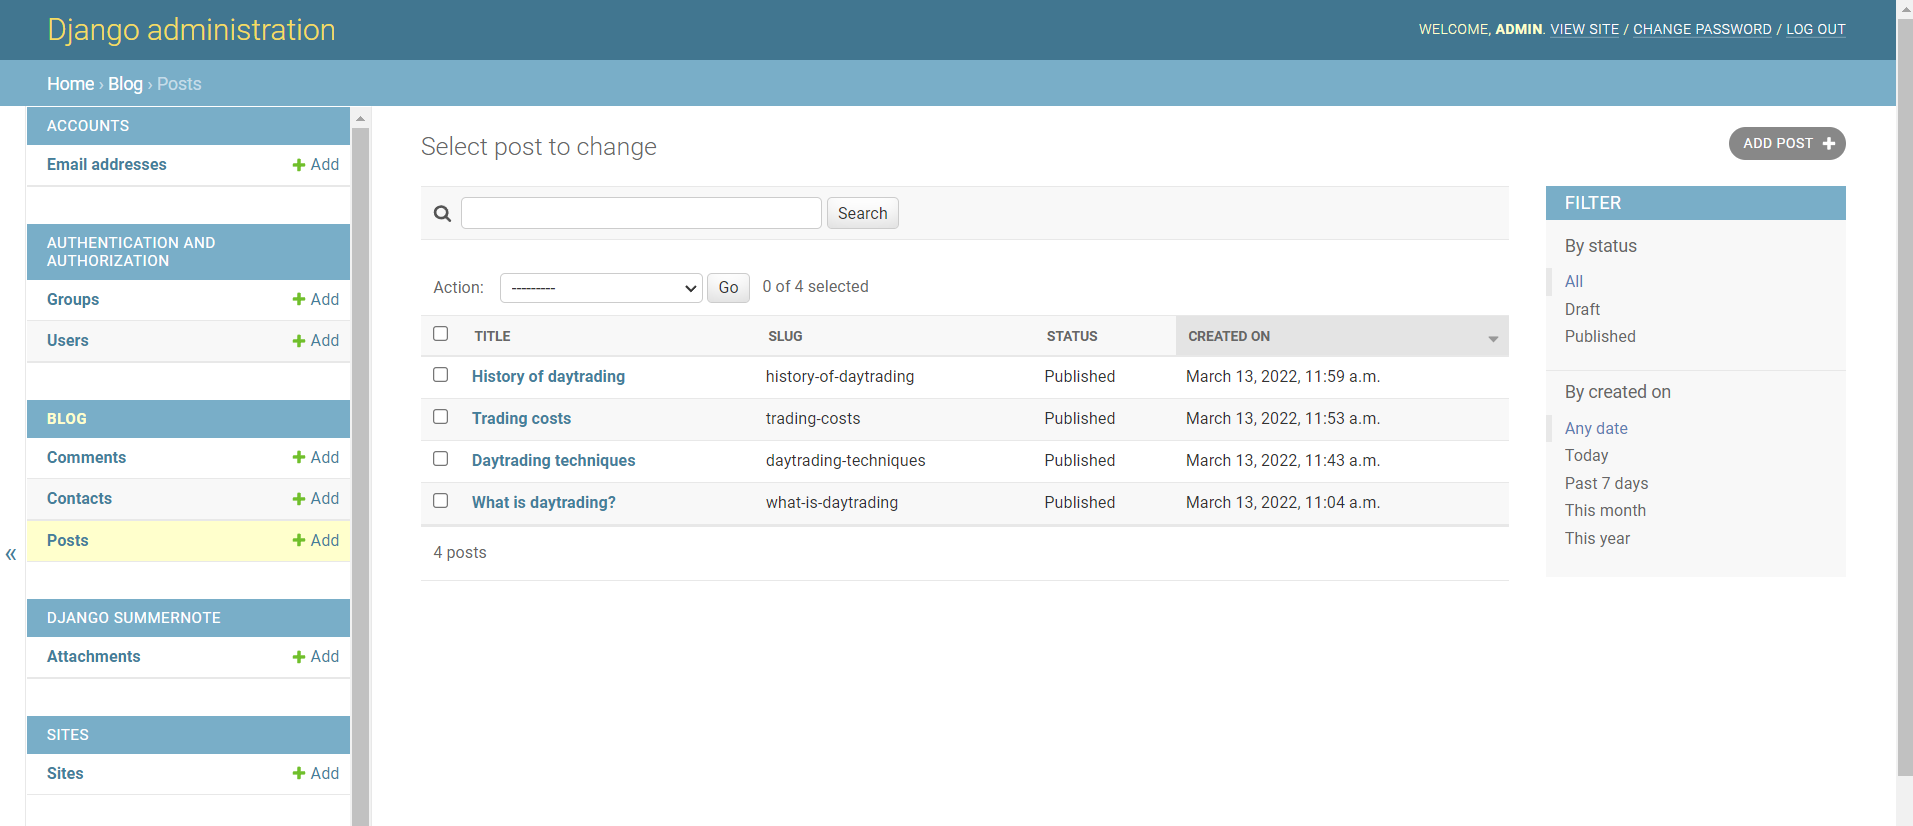 Django administration
WELCOME, ADMIN. VIEW SITE / CHANGE PASSWORD / LOG OUT
Home › Blog › Posts
ACCOUNTS
Email addresses
Add
AUTHENTICATION AND
AUTHORIZATION
Groups
Add
Users
Add
BLOG
Comments
Add
Contacts
Add
Posts
Add
DJANGO SUMMERNOTE
Attachments
Add
SITES
Sites
Add
«
Select post to change
ADD POST
Search
Action: --------- Go 0 of 4 selected
TITLE SLUG STATUS CREATED ON
History of daytrading history-of-daytrading Published March 13, 2022, 11:59 a.m.
Trading costs trading-costs Published March 13, 2022, 11:53 a.m.
Daytrading techniques daytrading-techniques Published March 13, 2022, 11:43 a.m.
What is daytrading? what-is-daytrading Published March 13, 2022, 11:04 a.m.
4 posts
FILTER
By status
All
Draft
Published
By created on
Any date
Today
Past 7 days
This month
This year